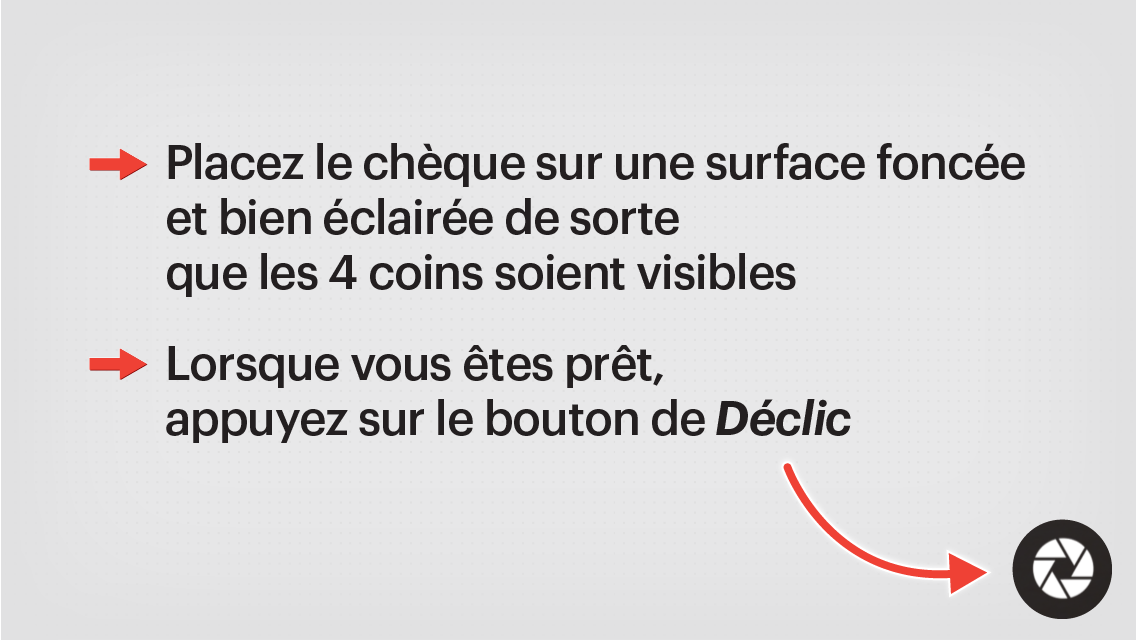 Placez le chèque sur une surface foncée
et bien éclairée de sorte
que les 4 coins soient visibles
Lorsque vous êtes prêt,
appuyez sur le bouton de Déclic